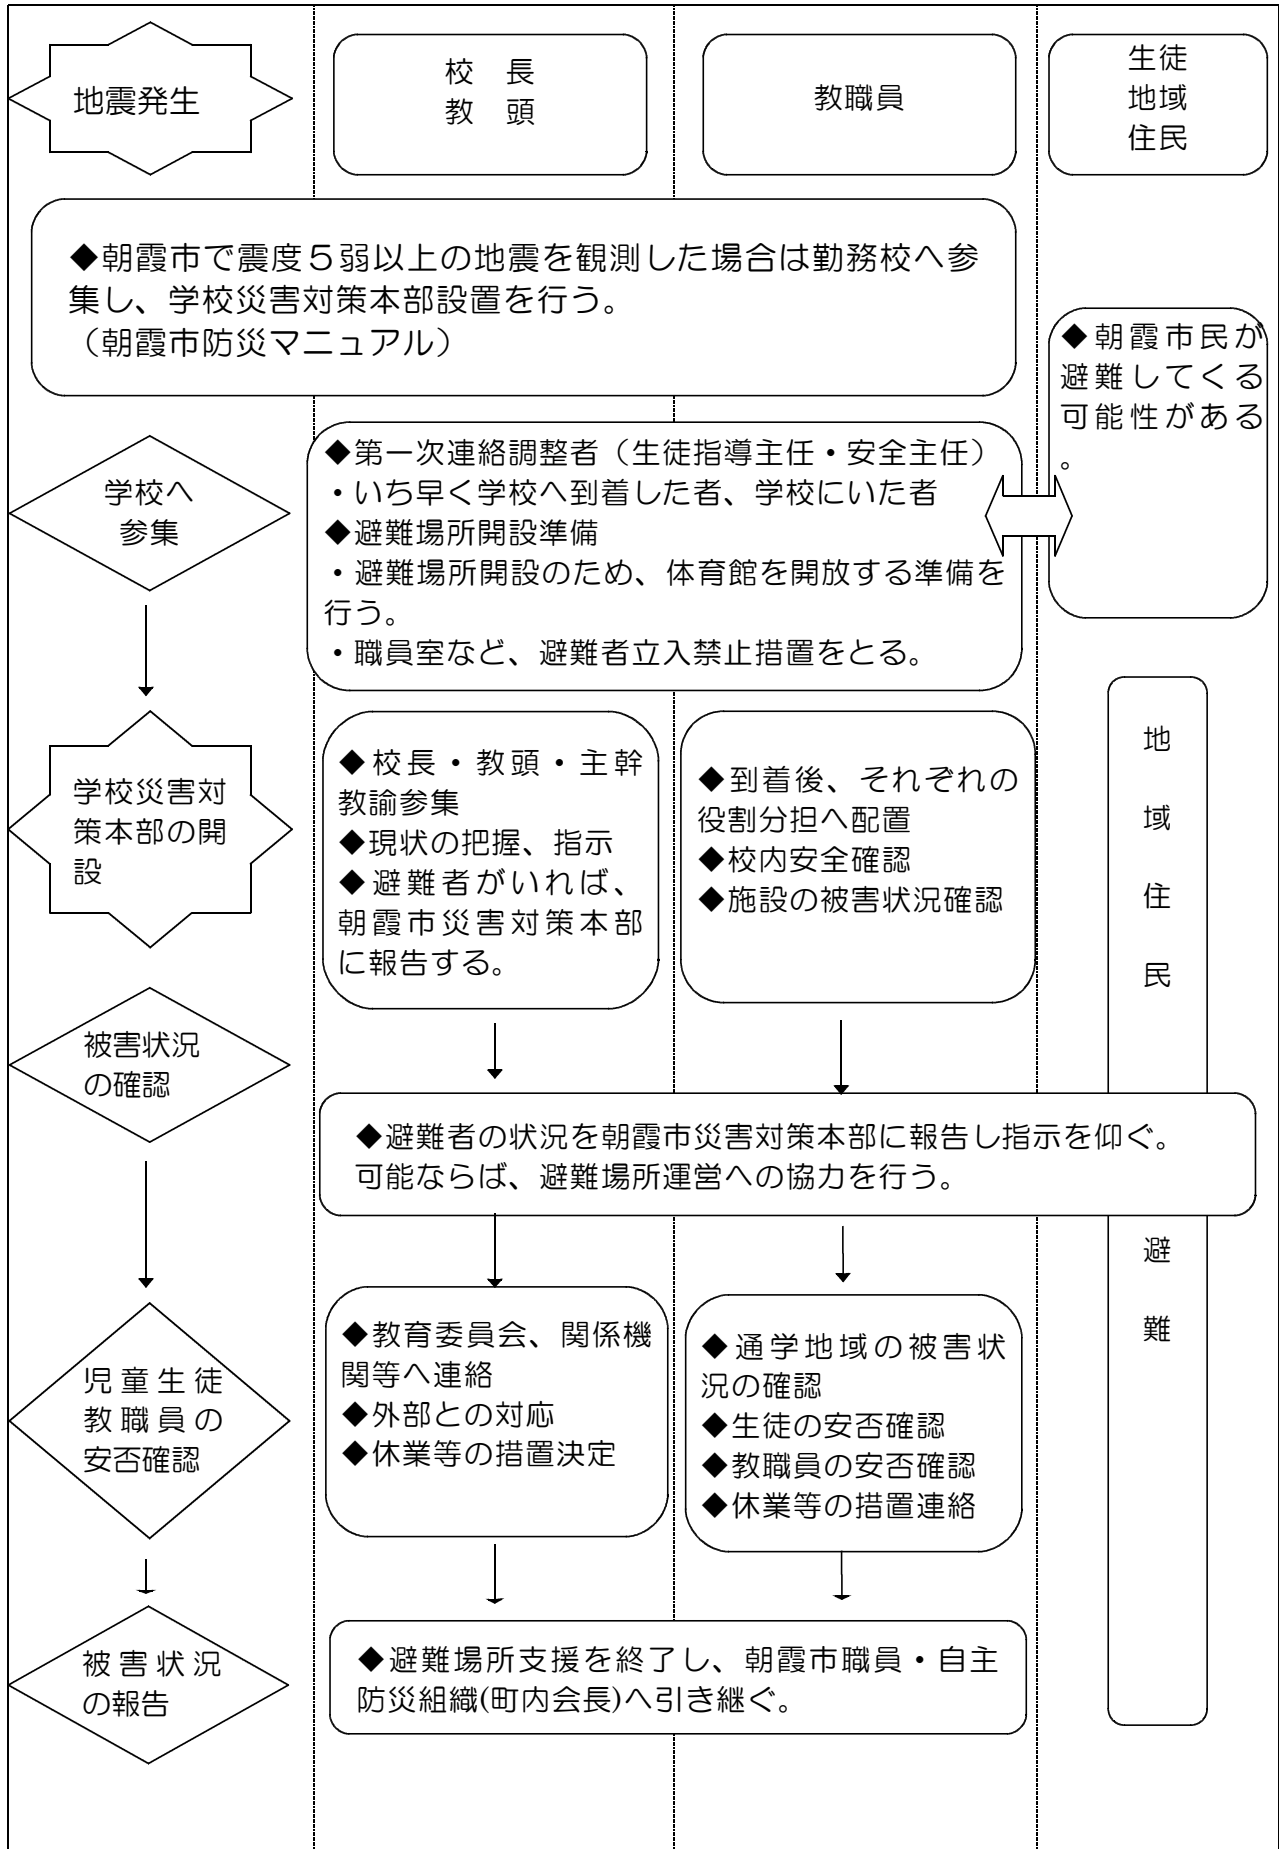 地震発生
校　長
教　頭
教職員
生徒
地域
住民
◆朝霞市で震度５弱以上の地震を観測した場合は勤務校へ参
集し、学校災害対策本部設置を行う。
（朝霞市防災マニュアル）
◆朝霞市民が
避難してくる
可能性がある
。
学校へ
参集
◆第一次連絡調整者（生徒指導主任・安全主任）
・いち早く学校へ到着した者、学校にいた者
◆避難場所開設準備
・避難場所開設のため、体育館を開放する準備を
行う。
・職員室など、避難者立入禁止措置をとる。
学校災害対
策本部の開
設
◆校長・教頭・主幹
教諭参集
◆現状の把握、指示
◆避難者がいれば、
朝霞市災害対策本部
に報告する。
◆到着後、それぞれの
役割分担へ配置
◆校内安全確認
◆施設の被害状況確認
地域住民　避難
被害状況
の確認
◆避難者の状況を朝霞市災害対策本部に報告し指示を仰ぐ。
可能ならば、避難場所運営への協力を行う。
児童生徒
教職員の
安否確認
◆教育委員会、関係機
関等へ連絡
◆外部との対応
◆休業等の措置決定
◆通学地域の被害状
況の確認
◆生徒の安否確認
◆教職員の安否確認
◆休業等の措置連絡
被害状況
の報告
◆避難場所支援を終了し、朝霞市職員・自主
防災組織(町内会長)へ引き継ぐ。